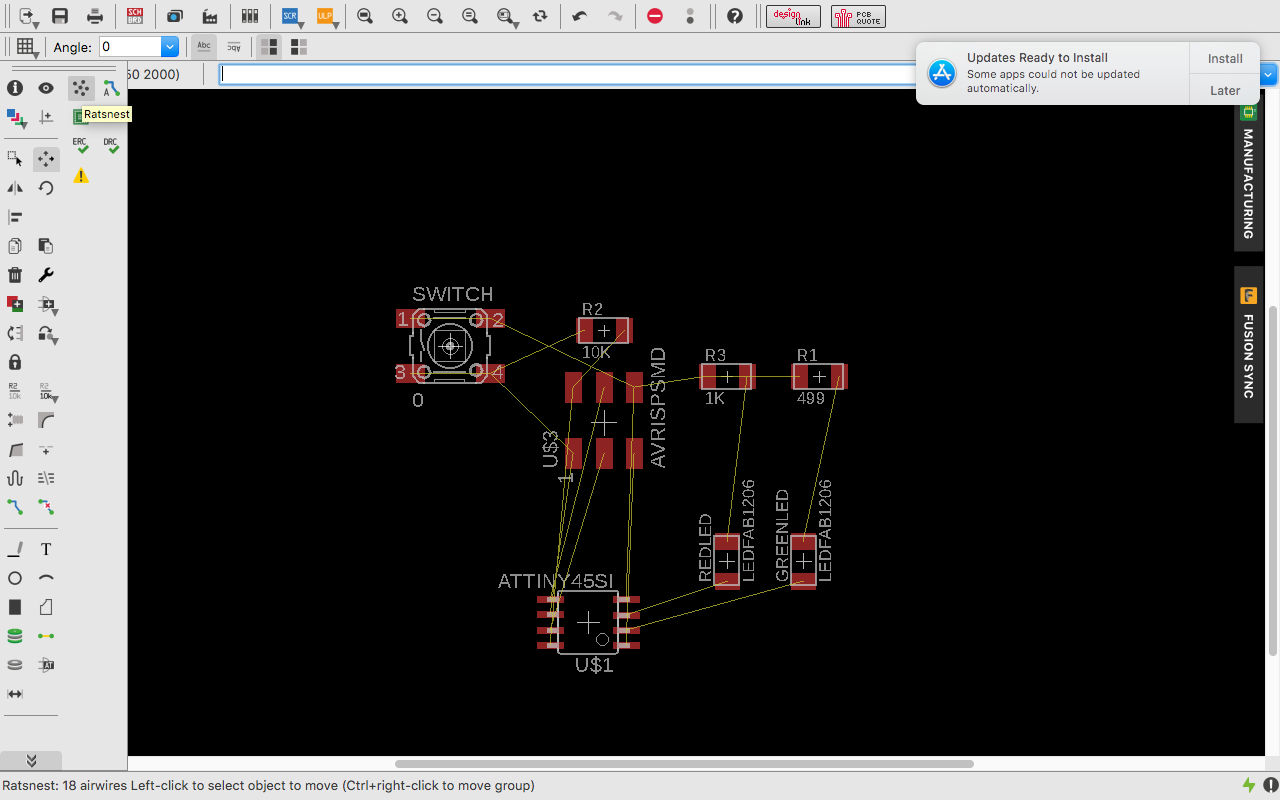 SCH
BRD
SCR
ULP
design
link
PCB
QUOTE
Angle: 0
Abc
Abc
2000)
Updates Ready to Install
Some apps could not be updated
automatically.
Install
Later
A
Ratsnest
ERC
DRC
R2
10k
R2
10k
T
AT
MANUFACTURING
F
FUSION SYNC
SWITCH
1
2
3
4
0
R2
10K
R3
1K
R1
499
AVRISPSMD
U$3
1
REDLED
LEDFAB1206
GREENLED
LEDFAB1206
ATTINY45SI
U$1
Ratsnest: 18 airwires Left-click to select object to move (Ctrl+right-click to move group)